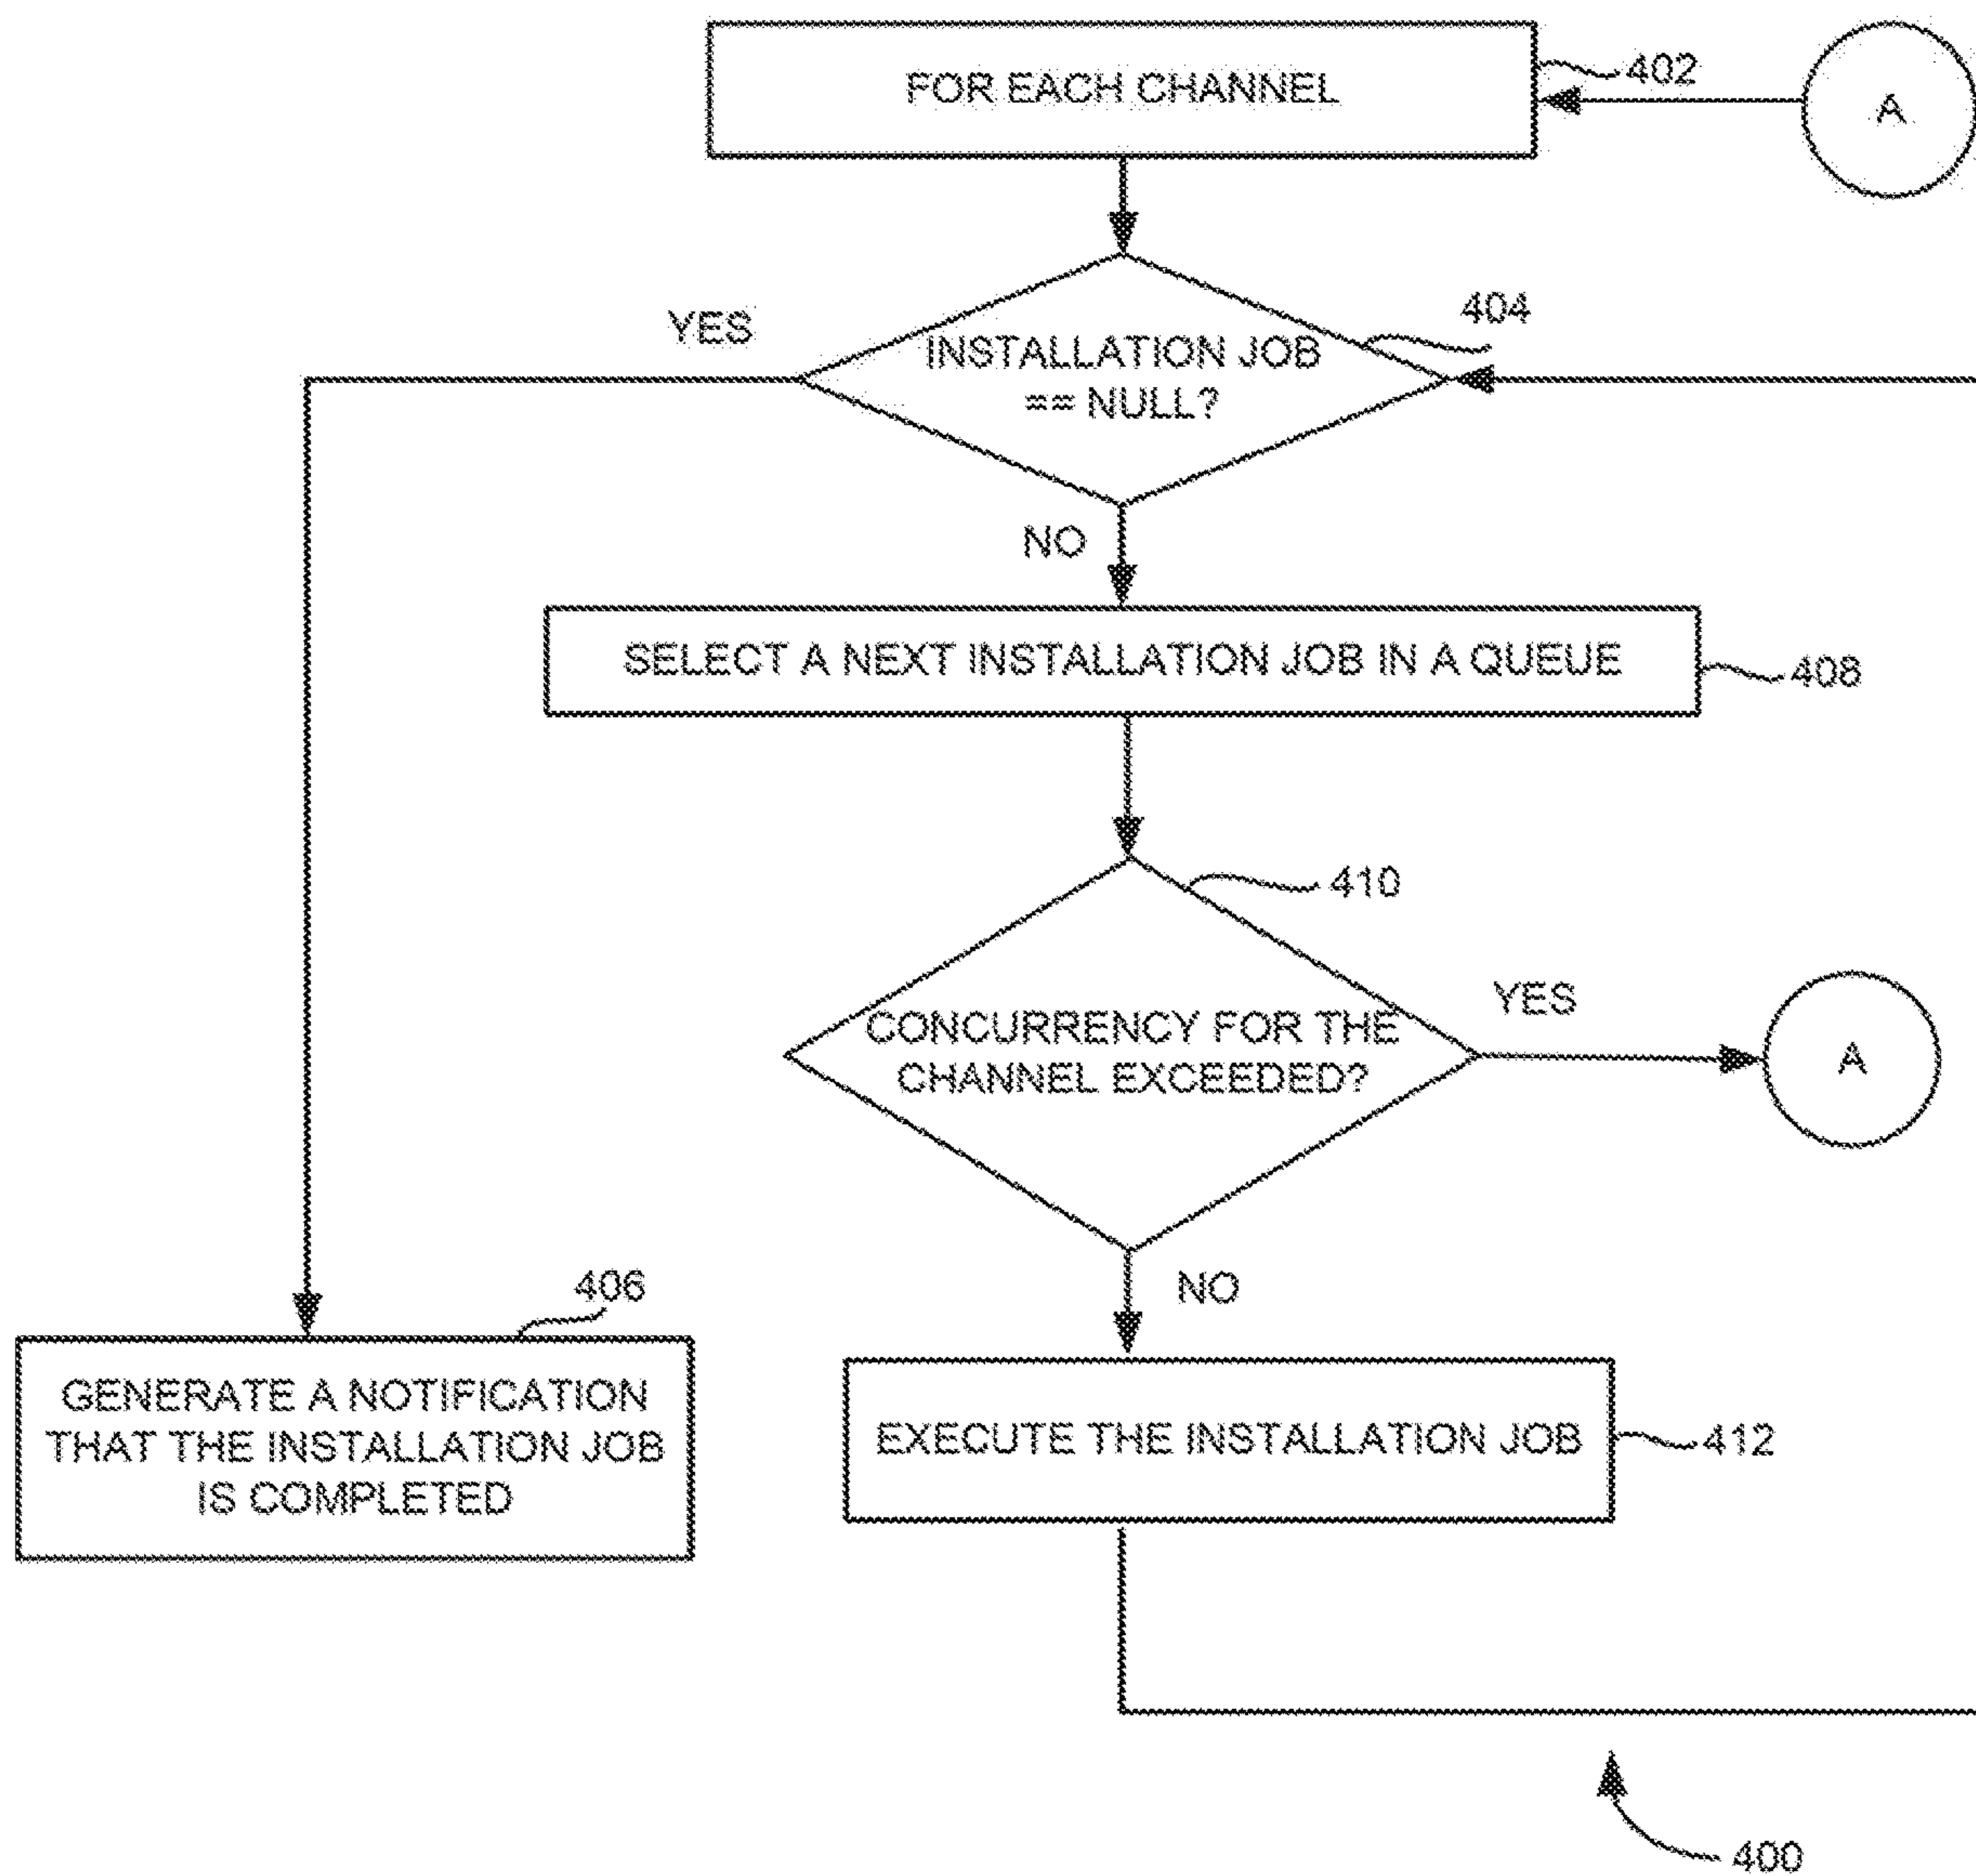 FOR EACH CHANNEL
402
A
YES
INSTALLATION JOB
== NULL?
404
NO
SELECT A NEXT INSTALLATION JOB IN A QUEUE
408
410
CONCURRENCY FOR THE
CHANNEL EXCEEDED?
YES
A
NO
406
GENERATE A NOTIFICATION
THAT THE INSTALLATION JOB
IS COMPLETED
EXECUTE THE INSTALLATION JOB
412
400